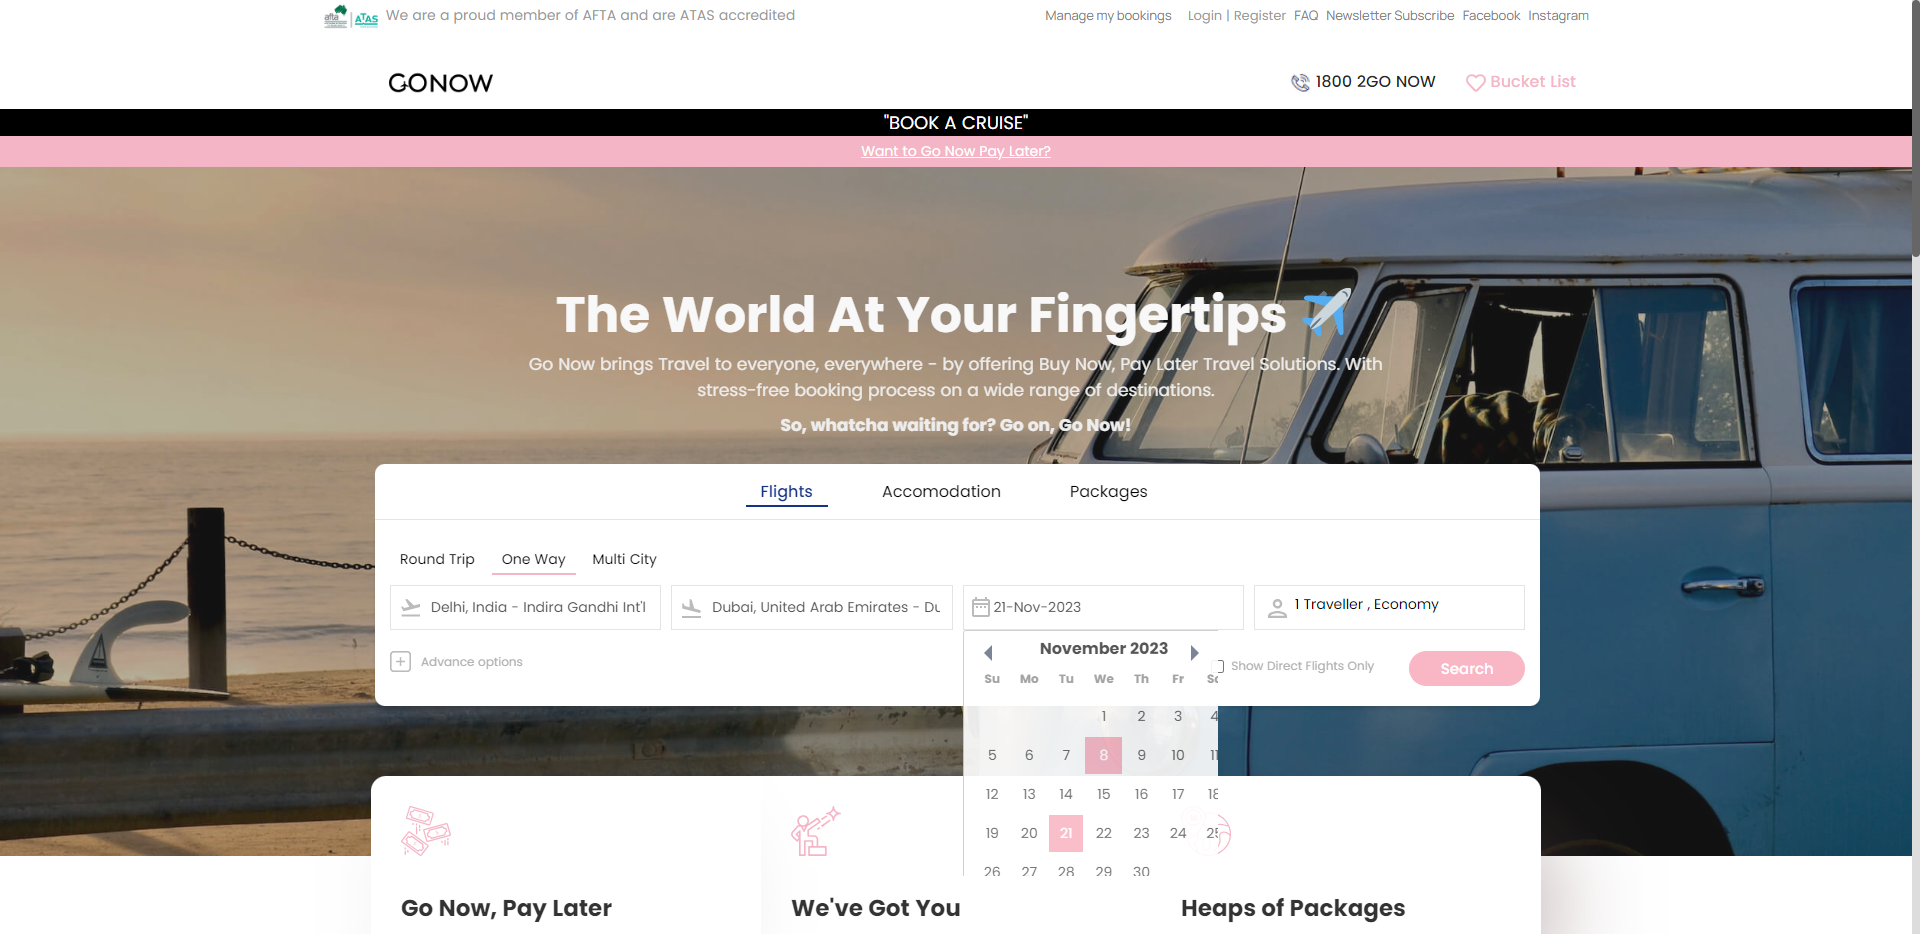 afta
ATAS
We are a proud member of AFTA and are ATAS accredited
Manage my bookings Login | Register FAQ Newsletter Subscribe Facebook Instagram
GONOW
1800 2GO NOW
Bucket List
"BOOK A CRUISE"
Want to Go Now Pay Later?
The World At Your Fingertips
Go Now brings Travel to everyone, everywhere - by offering Buy Now, Pay Later Travel Solutions. With
stress-free booking process on a wide range of destinations.
So, whatcha waiting for? Go on, Go Now!
Flights Accomodation Packages
Round Trip One Way Multi City
Delhi, India - Indira Gandhi Int'l
Dubai, United Arab Emirates - Du
21-Nov-2023
1 Traveller , Economy
Advance options
Show Direct Flights Only
Search
November 2023
Su Mo Tu We Th Fr Sa
1 2 3 4
5 6 7 8 9 10 11
12 13 14 15 16 17 18
19 20 21 22 23 24 25
26 27 28 29 30
Go Now, Pay Later
We've Got You
Heaps of Packages